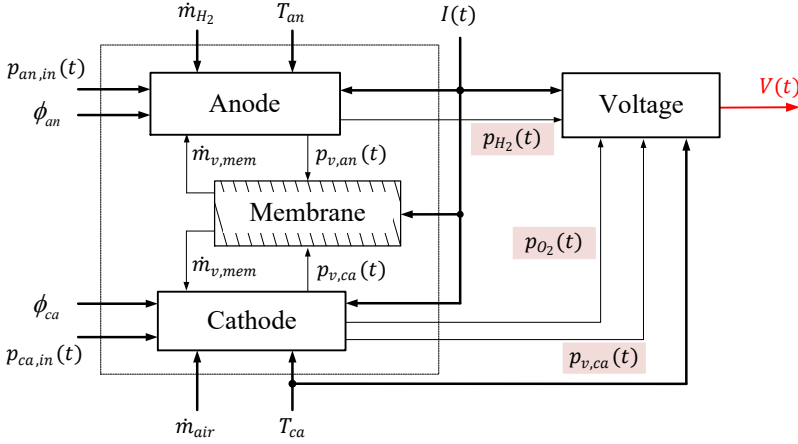 ṁ_{H_2}
T_{an}
I(t)
p_{an,in}(t)
ϕ_{an}
Anode
Voltage
V(t)
p_{H_2}(t)
ṁ_{v,mem}
p_{v,an}(t)
Membrane
p_{O_2}(t)
ṁ_{v,mem}
p_{v,ca}(t)
ϕ_{ca}
Cathode
p_{ca,in}(t)
p_{v,ca}(t)
ṁ_{air}
T_{ca}